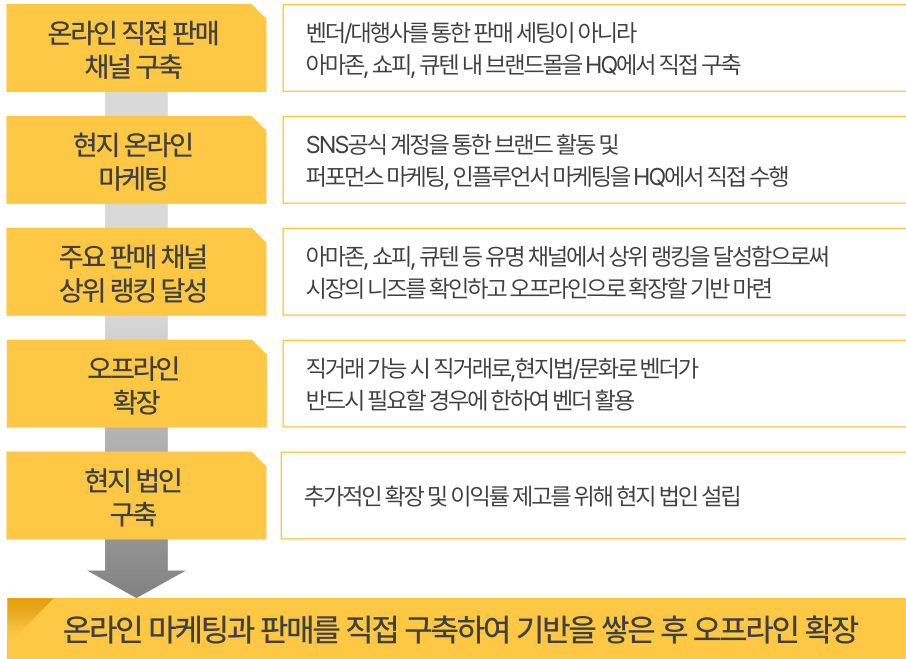 온라인 직접 판매
채널 구축
벤더/대행사를 통한 판매 세팅이 아니라
아마존, 쇼피, 큐텐 내 브랜드몰을 HQ에서 직접 구축
현지 온라인
마케팅
SNS공식 계정을 통한 브랜드 활동 및
퍼포먼스 마케팅, 인플루언서 마케팅을 HQ에서 직접 수행
주요 판매 채널
상위 랭킹 달성
아마존, 쇼피, 큐텐 등 유명 채널에서 상위 랭킹을 달성함으로써
시장의 니즈를 확인하고 오프라인으로 확장할 기반 마련
오프라인
확장
직거래 가능 시 직거래로,현지법/문화로 벤더가
반드시 필요할 경우에 한하여 벤더 활용
현지 법인
구축
추가적인 확장 및 이익률 제고를 위해 현지 법인 설립
온라인 마케팅과 판매를 직접 구축하여 기반을 쌓은 후 오프라인 확장